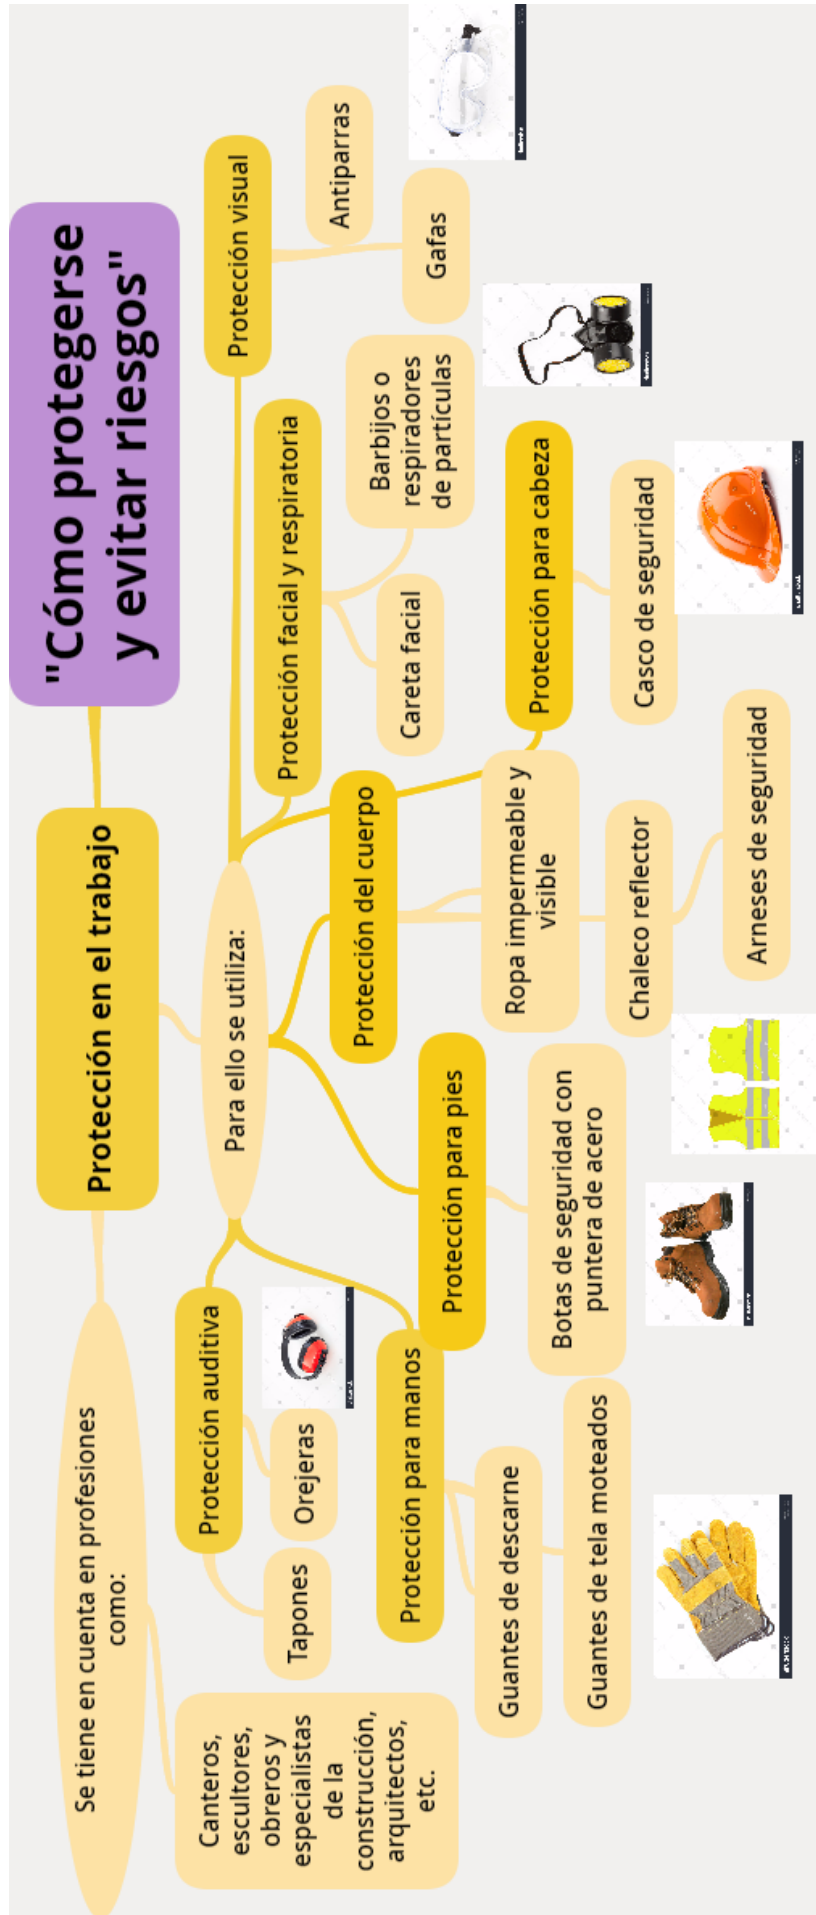 "Cómo protegerse
y evitar riesgos"
Protección en el trabajo
Se tiene en cuenta en profesiones
como:
Canteros,
escultores,
obreros y
especialistas
de la
construcción,
arquitectos,
etc.
Para ello se utiliza:
Protección auditiva
Tapones
Orejeras
Protección para manos
Guantes de descarne
Guantes de tela moteados
Protección para pies
Botas de seguridad con
puntera de acero
Protección del cuerpo
Ropa impermeable y
visible
Chaleco reflector
Arneses de seguridad
Protección para cabeza
Casco de seguridad
Protección facial y respiratoria
Careta facial
Barbijos o
respiradores
de partículas
Protección visual
Antiparras
Gafas